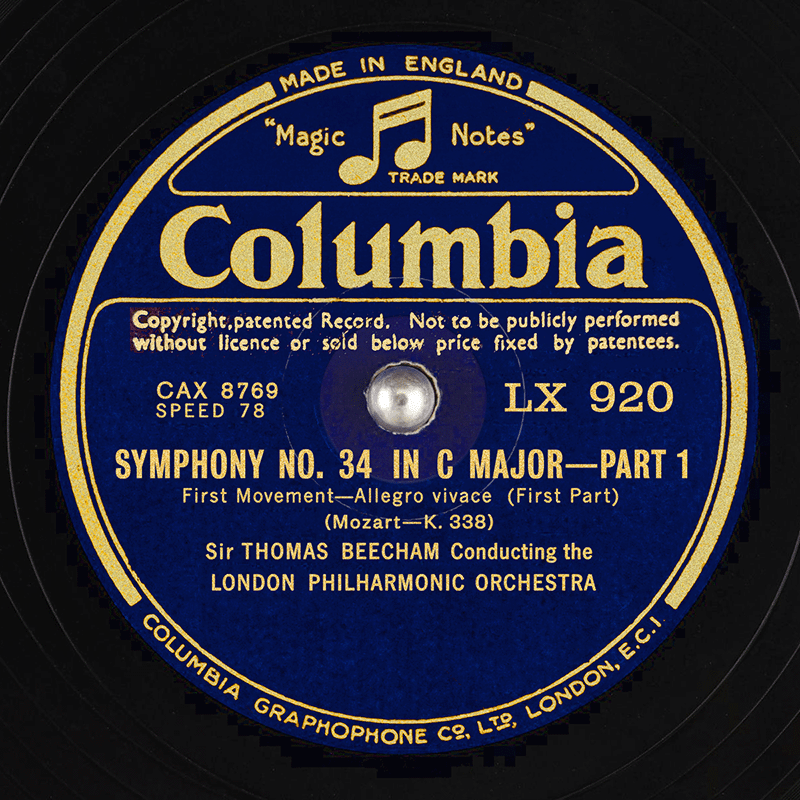 MADE IN ENGLAND
"Magic Notes"
TRADE MARK
Columbia
Copyright, patented Record. Not to be publicly performed
without licence or sold below price fixed by patentees.
CAX 8769
SPEED 78
LX 920
SYMPHONY NO. 34 IN C MAJOR—PART 1
First Movement—Allegro vivace (First Part)
(Mozart—K. 338)
Sir THOMAS BEECHAM Conducting the
LONDON PHILHARMONIC ORCHESTRA
COLUMBIA GRAPHOPHONE Co, LTD, LONDON, E.C.1